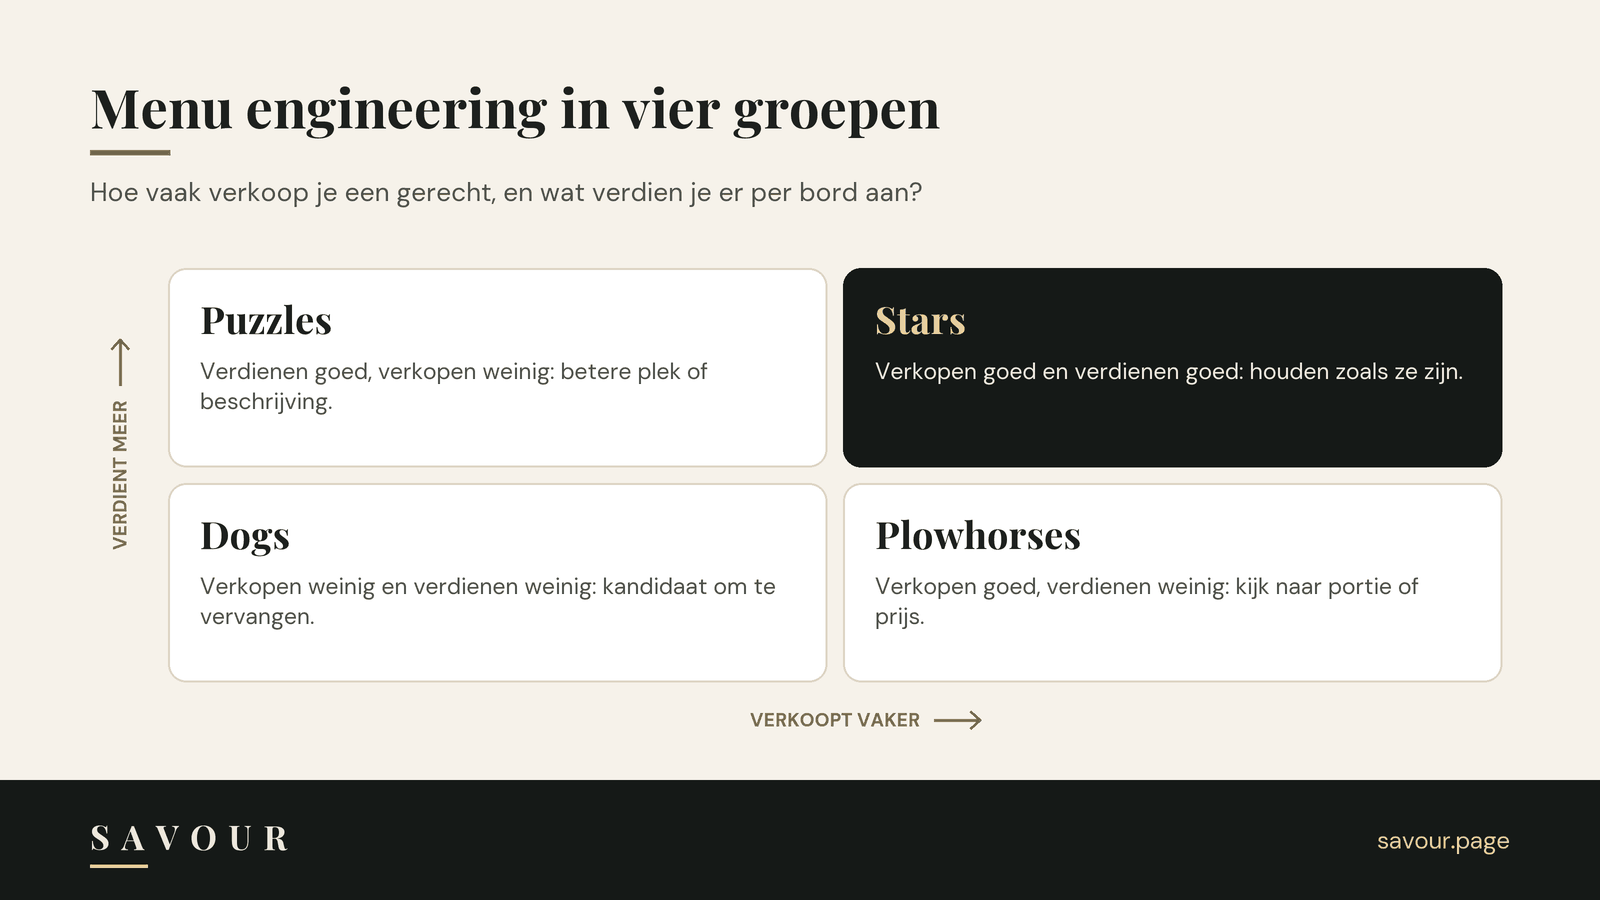 Menu engineering in vier groepen
Hoe vaak verkoop je een gerecht, en wat verdien je er per bord aan?
VERDIENT MEER
Puzzles
Verdienen goed, verkopen weinig: betere plek of
beschrijving.
Stars
Verkopen goed en verdienen goed: houden zoals ze zijn.
Dogs
Verkopen weinig en verdienen weinig: kandidaat om te
vervangen.
Plowhorses
Verkopen goed, verdienen weinig: kijk naar portie of
prijs.
VERKOOPT VAKER
SAVOUR
savour.page